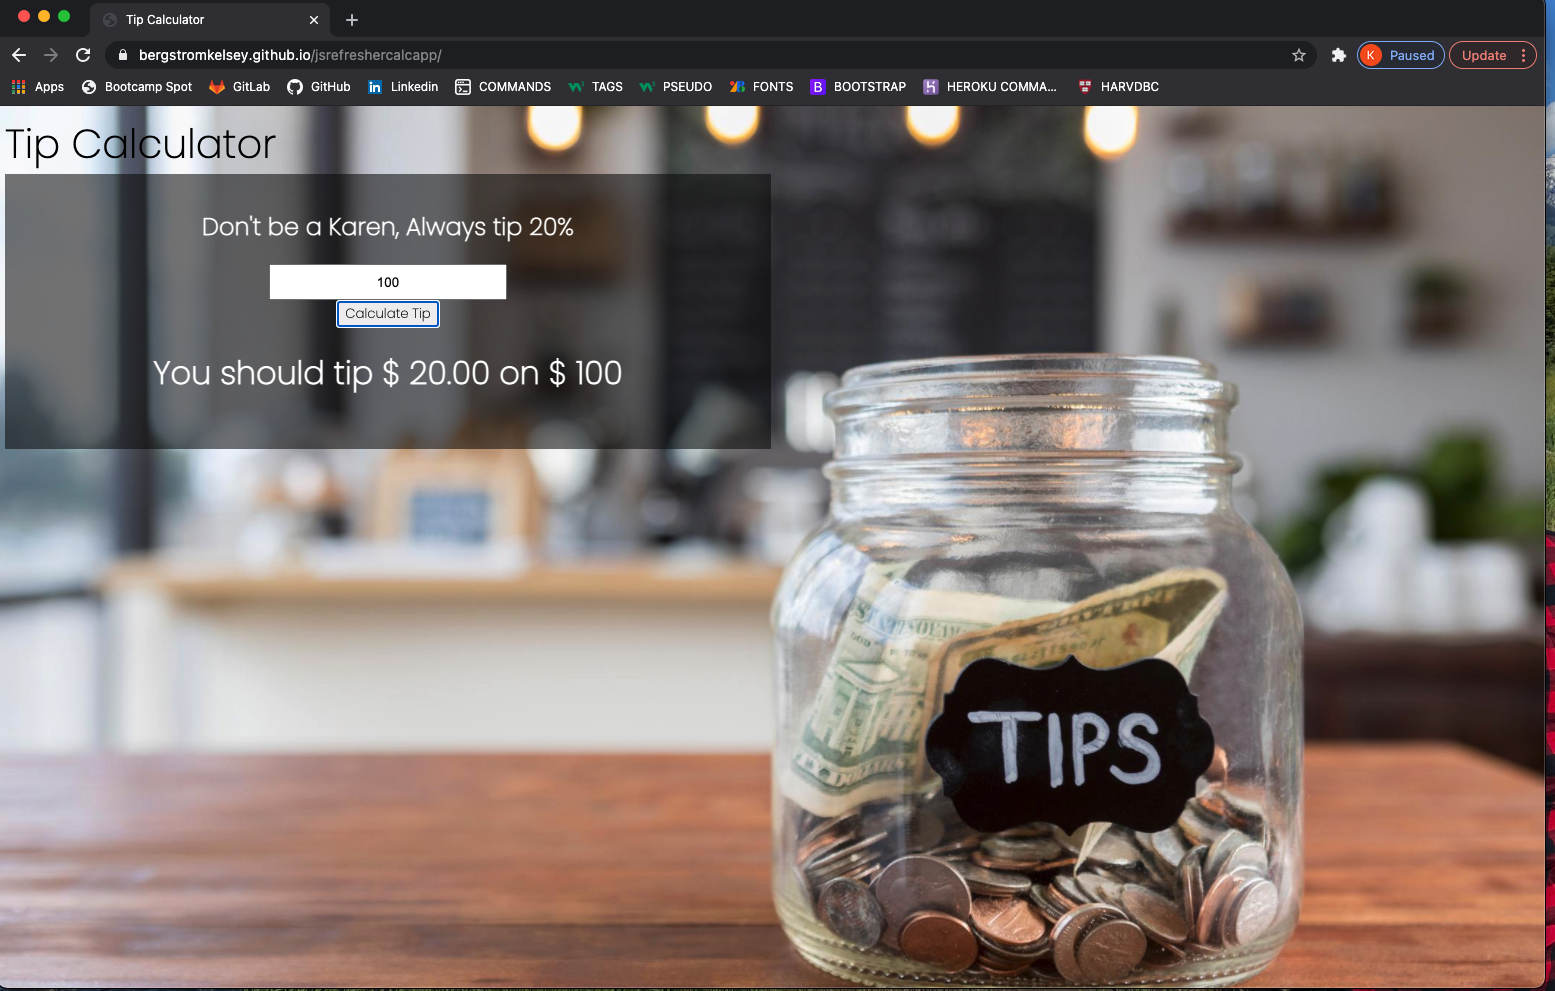 Tip Calculator
bergstromkelsey.github.io/jsrefreshercalcapp/
K Paused Update
Apps Bootcamp Spot GitLab GitHub Linkedin COMMANDS TAGS PSEUDO FONTS BOOTSTRAP HEROKU COMMA... HARVDBC
Tip Calculator
Don't be a Karen, Always tip 20%
100
Calculate Tip
You should tip $ 20.00 on $ 100
TIPS